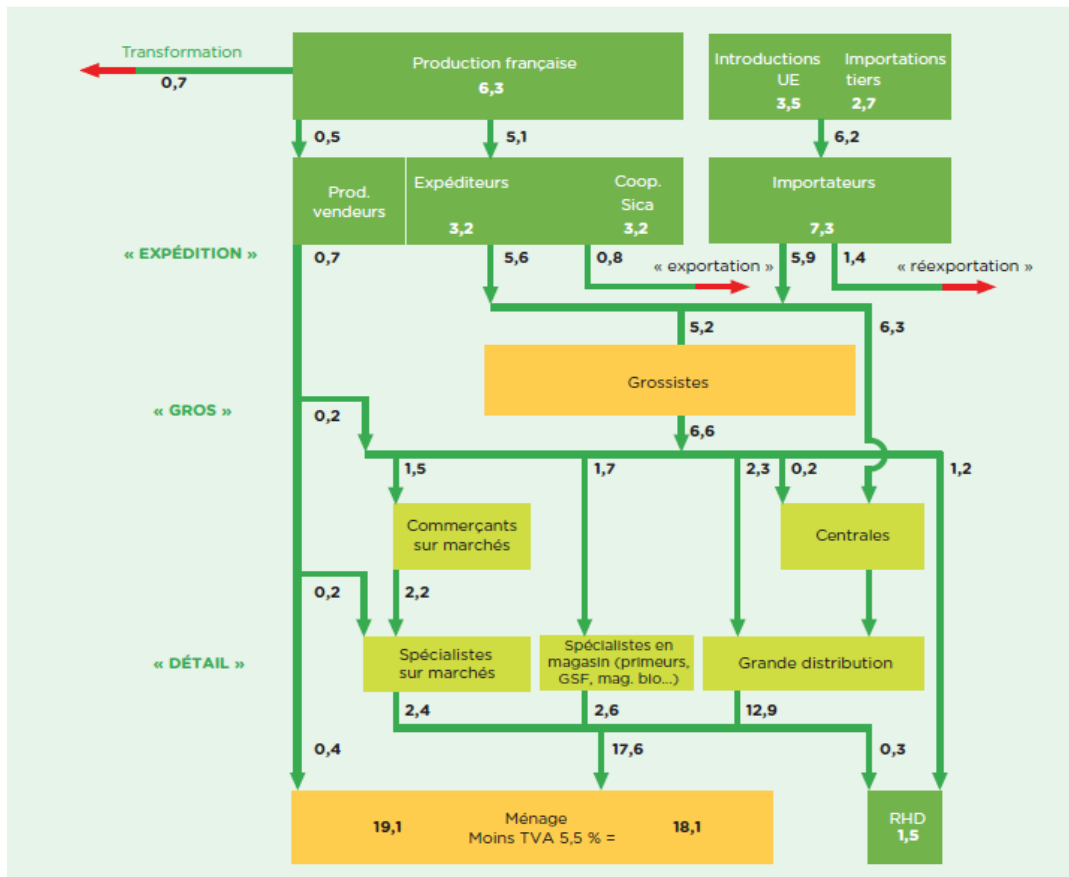 Transformation
0,7
Production française
6,3
Introductions
UE
3,5
Importations
tiers
2,7
0,5
5,1
6,2
Prod.
vendeurs
Expéditeurs
3,2
Coop.
Sica
3,2
Importateurs
7,3
« EXPÉDITION »
0,7
5,6
0,8
« exportation »
5,9
1,4
« réexportation »
5,2
6,3
Grossistes
« GROS »
0,2
6,6
1,5
1,7
2,3
0,2
1,2
Commerçants
sur marchés
Centrales
0,2
2,2
« DÉTAIL »
Spécialistes
sur marchés
Spécialistes en
magasin (primeurs,
GSF, mag. bio...)
Grande distribution
2,4
2,6
12,9
0,4
17,6
0,3
19,1
Ménage
Moins TVA 5,5 % =
18,1
RHD
1,5